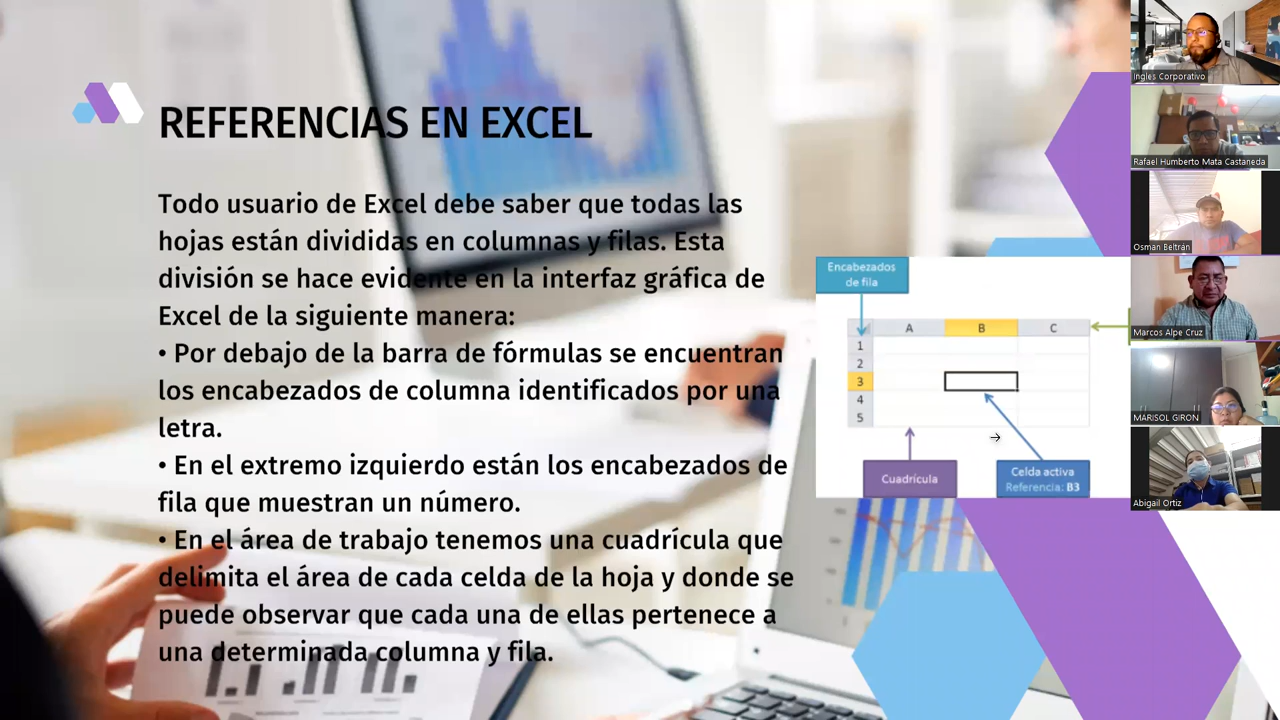 REFERENCIAS EN EXCEL
Todo usuario de Excel debe saber que todas las
hojas están divididas en columnas y filas. Esta
división se hace evidente en la interfaz gráfica de
Excel de la siguiente manera:
• Por debajo de la barra de fórmulas se encuentran
los encabezados de columna identificados por una
letra.
• En el extremo izquierdo están los encabezados de
fila que muestran un número.
• En el área de trabajo tenemos una cuadrícula que
delimita el área de cada celda de la hoja y donde se
puede observar que cada una de ellas pertenece a
una determinada columna y fila.
Encabezados
de fila
A B C
1
2
3
4
5
Cuadrícula
Celda activa
Referencia: B3
Ingles Corporativo
Rafael Humberto Mata Castaneda
Osman Beltrán
Marcos Alpe Cruz
MARISOL GIRON
Abigail Ortiz